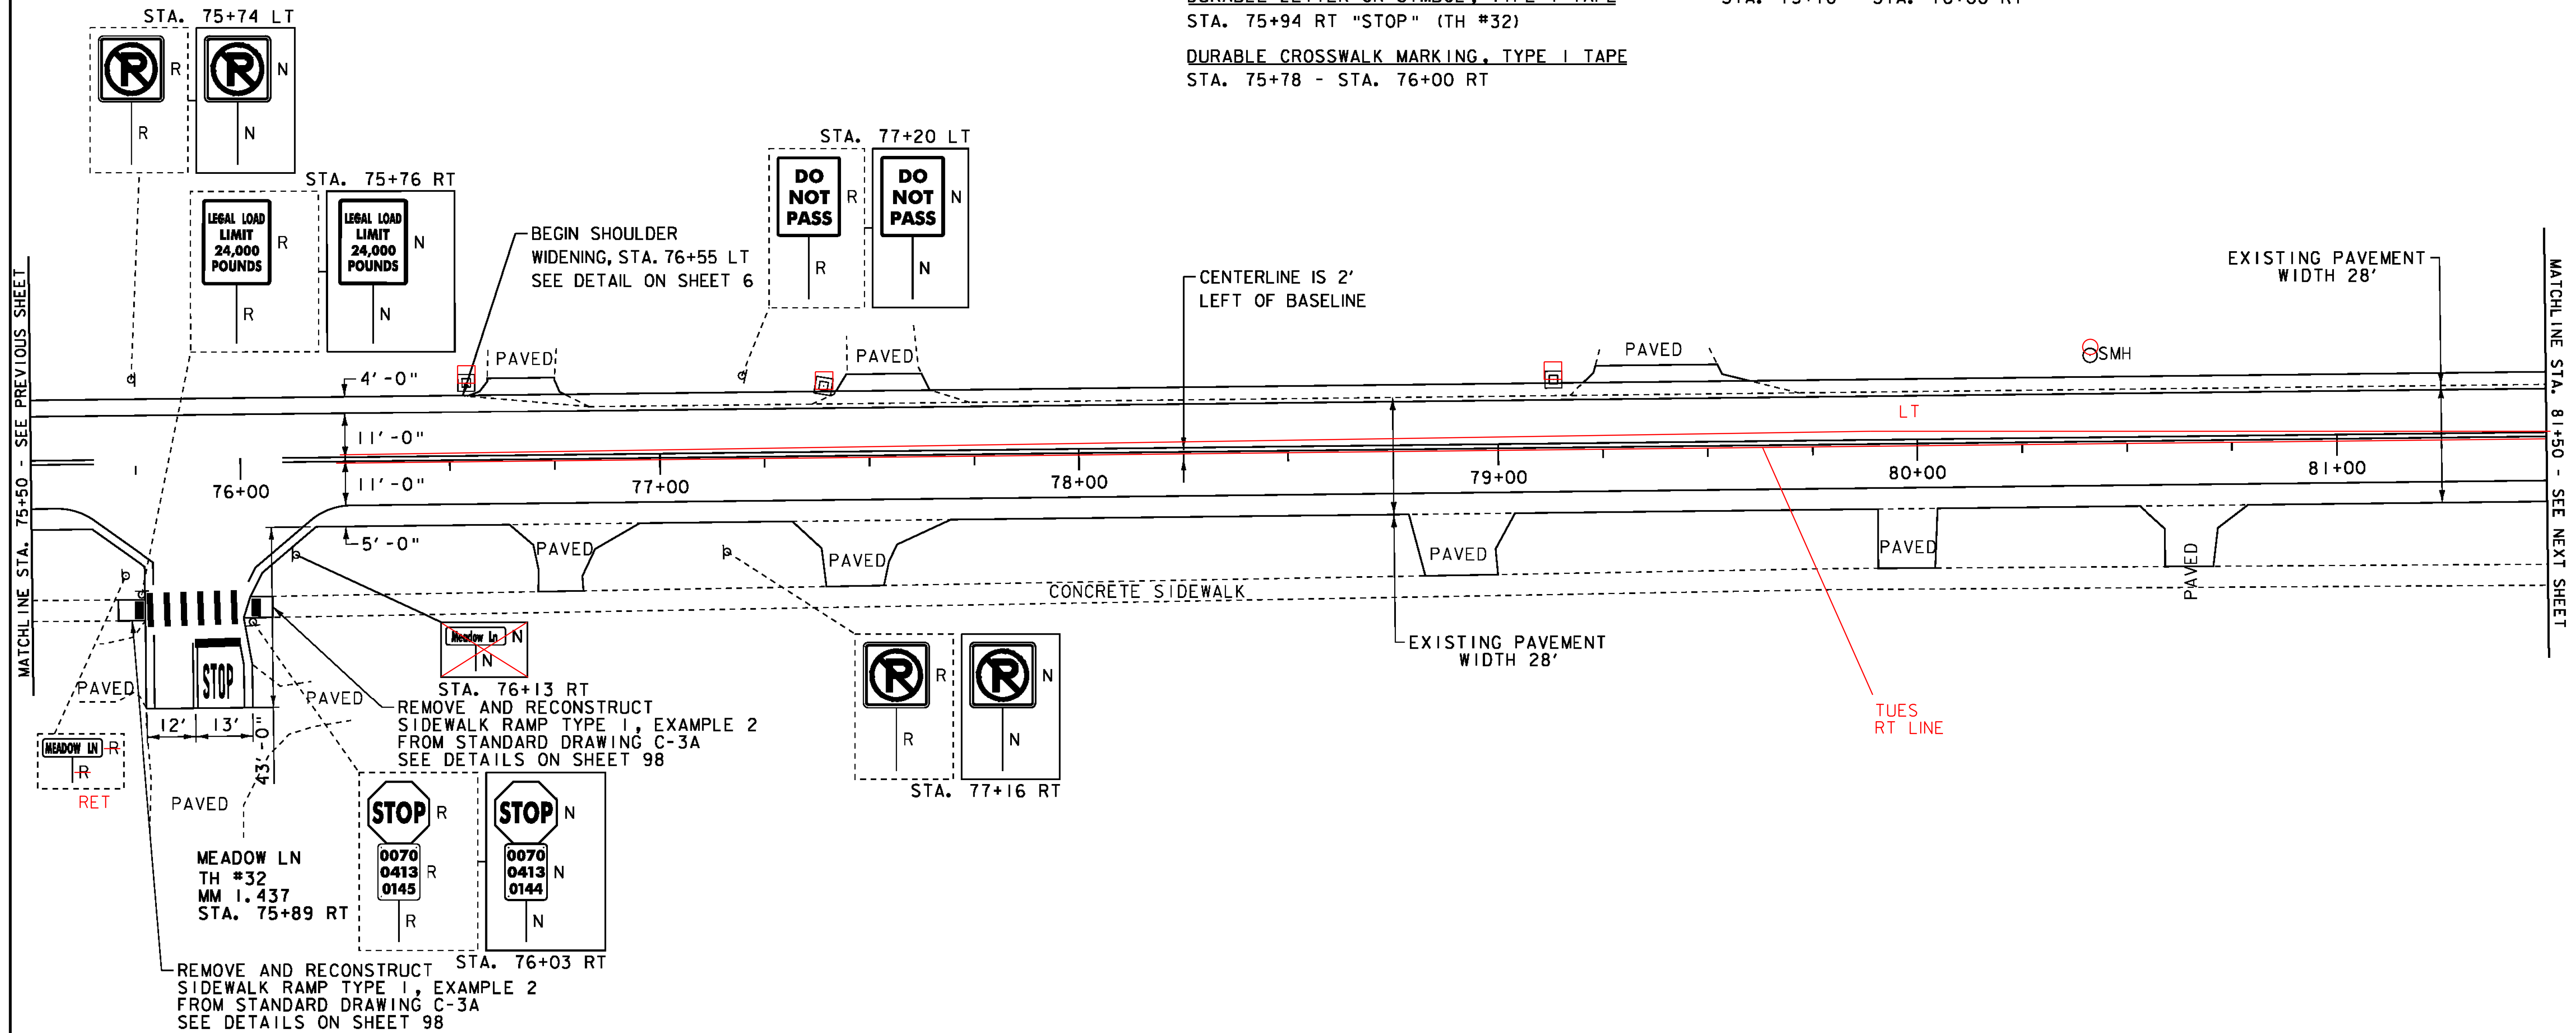 STA. 75+94 RT "STOP" (TH #32)
DURABLE CROSSWALK MARKING, TYPE I TAPE
STA. 75+78 - STA. 76+00 RT
STA. 75+74 LT
R
N
R
N
STA. 75+76 RT
LEGAL LOAD
LIMIT
24,000
POUNDS
R
R
LEGAL LOAD
LIMIT
24,000
POUNDS
N
N
BEGIN SHOULDER
WIDENING, STA. 76+55 LT
SEE DETAIL ON SHEET 6
STA. 77+20 LT
DO
NOT
PASS
R
R
DO
NOT
PASS
N
N
CENTERLINE IS 2'
LEFT OF BASELINE
EXISTING PAVEMENT
WIDTH 28'
MATCHLINE STA. 75+50 - SEE PREVIOUS SHEET
MATCHLINE STA. 81+50 - SEE NEXT SHEET
PAVED
PAVED
PAVED
SMH
4'-0"
11'-0"
11'-0"
5'-0"
LT
76+00
77+00
78+00
79+00
80+00
81+00
PAVED
PAVED
PAVED
PAVED
PAVED
CONCRETE SIDEWALK
Meadow Ln N
N
STA. 76+13 RT
REMOVE AND RECONSTRUCT
SIDEWALK RAMP TYPE I, EXAMPLE 2
FROM STANDARD DRAWING C-3A
SEE DETAILS ON SHEET 98
EXISTING PAVEMENT
WIDTH 28'
TUES
RT LINE
R
R
N
N
STA. 77+16 RT
STOP
PAVED
PAVED
12'
13'
43'-0"
MEADOW LN R
R
RET
PAVED
MEADOW LN
TH #32
MM 1.437
STA. 75+89 RT
STOP R
0070
0413 R
0145
R
STOP N
0070
0413 N
0144
N
STA. 76+03 RT
REMOVE AND RECONSTRUCT
SIDEWALK RAMP TYPE I, EXAMPLE 2
FROM STANDARD DRAWING C-3A
SEE DETAILS ON SHEET 98